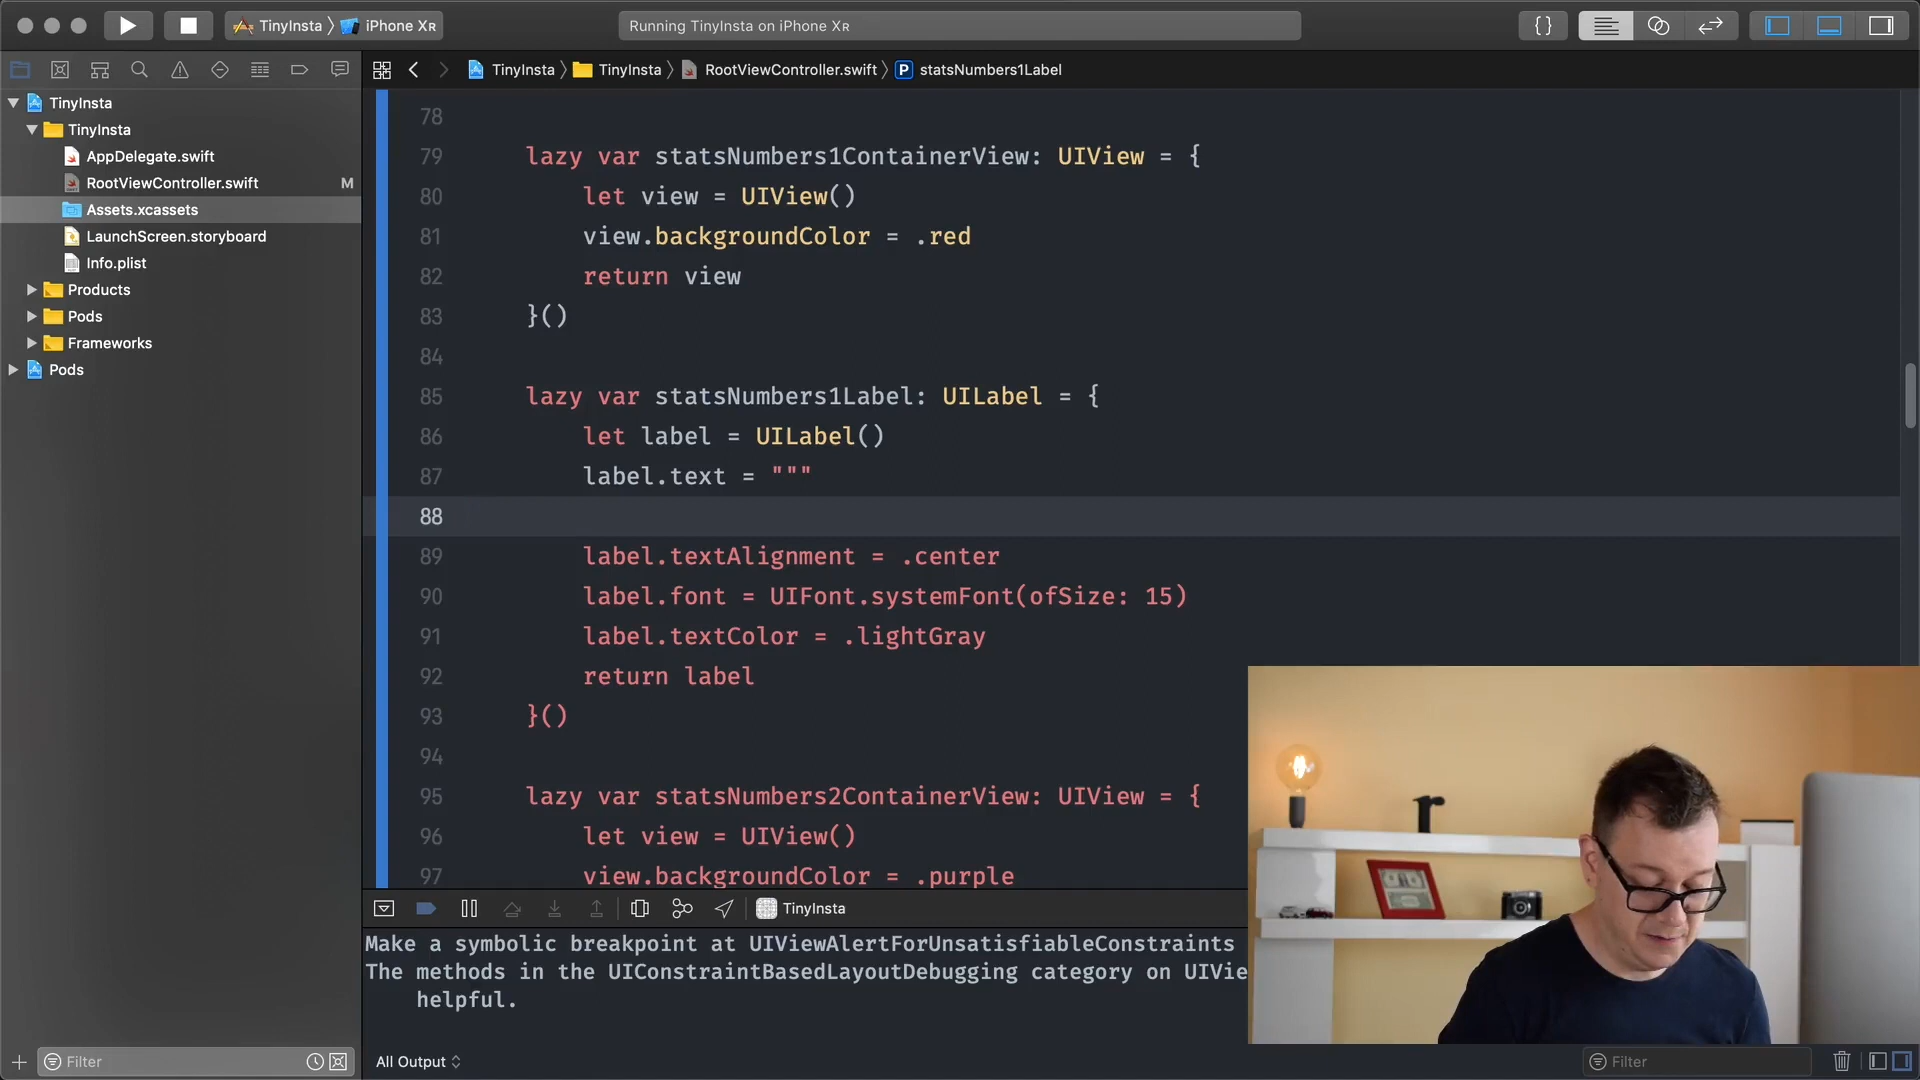 TinyInsta
iPhone XR
Running TinyInsta on iPhone XR
{}
TinyInsta
TinyInsta
RootViewController.swift
P
statsNumbers1Label
TinyInsta
TinyInsta
AppDelegate.swift
RootViewController.swift
M
Assets.xcassets
LaunchScreen.storyboard
Info.plist
Products
Pods
Frameworks
Pods
78
79 lazy var statsNumbers1ContainerView: UIView = {
80 let view = UIView()
81 view.backgroundColor = .red
82 return view
83 }()
84
85 lazy var statsNumbers1Label: UILabel = {
86 let label = UILabel()
87 label.text = """
88
89 label.textAlignment = .center
90 label.font = UIFont.systemFont(ofSize: 15)
91 label.textColor = .lightGray
92 return label
93 }()
94
95 lazy var statsNumbers2ContainerView: UIView = {
96 let view = UIView()
97 view.backgroundColor = .purple
TinyInsta
Make a symbolic breakpoint at UIViewAlertForUnsatisfiableConstraints
The methods in the UIConstraintBasedLayoutDebugging category on UIVie
helpful.
Filter
All Output
Filter